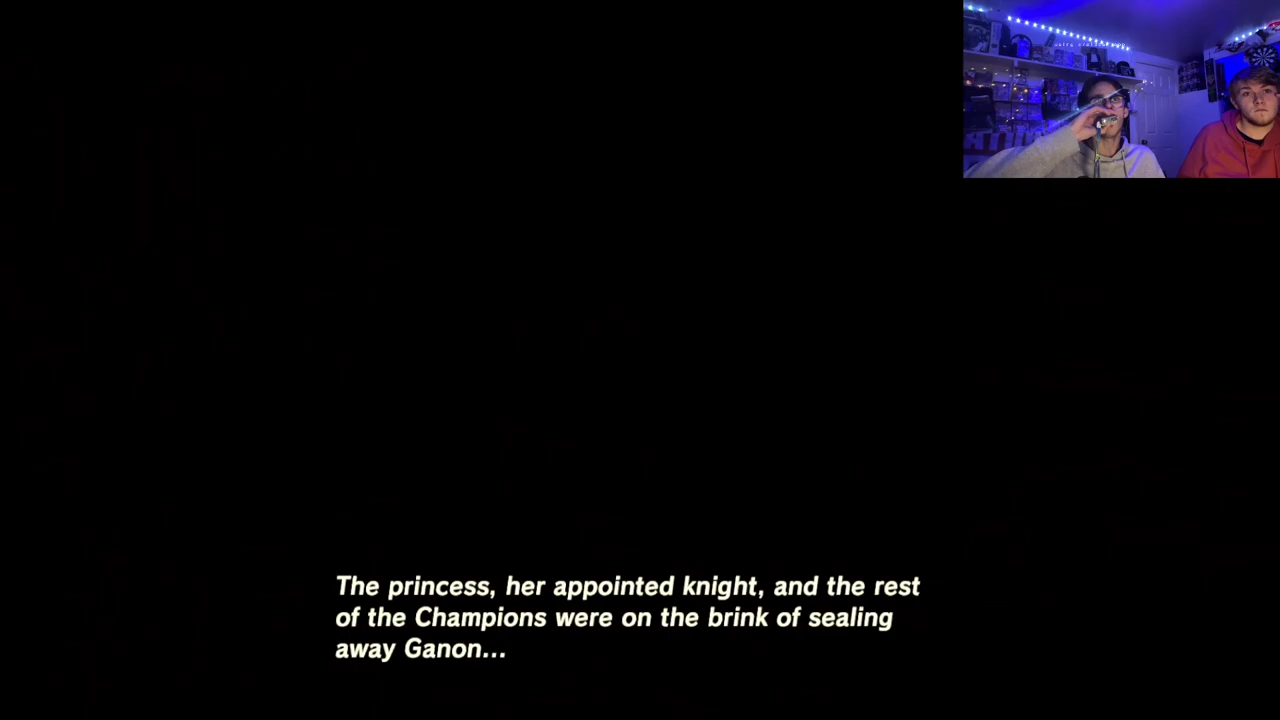 The princess, her appointed knight, and the rest
of the Champions were on the brink of sealing
away Ganon...